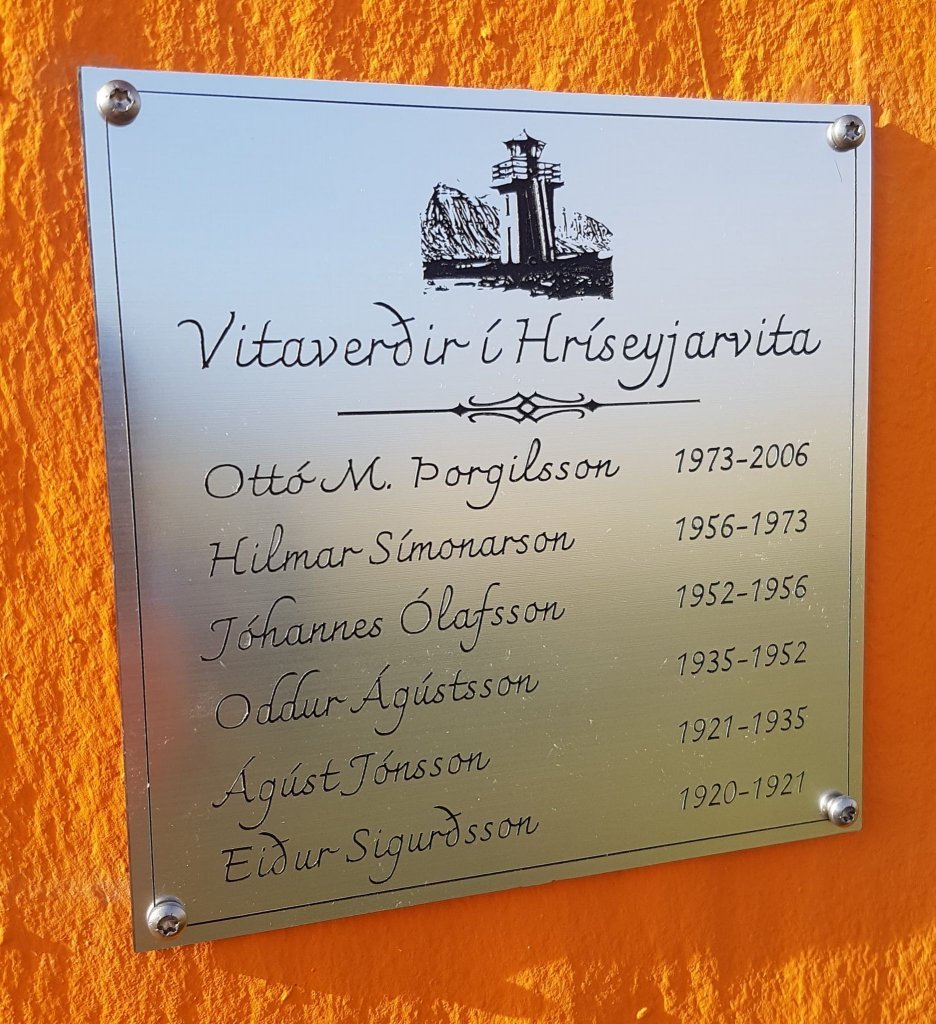 Vitaverðir í Hríseyjarvita
Ottó M. Þorgilsson 1973-2006
Hilmar Símonarson 1956-1973
Jóhannes Ólafsson 1952-1956
Oddur Ágústsson 1935-1952
Ágúst Jónsson 1921-1935
Eiður Sigurðsson 1920-1921